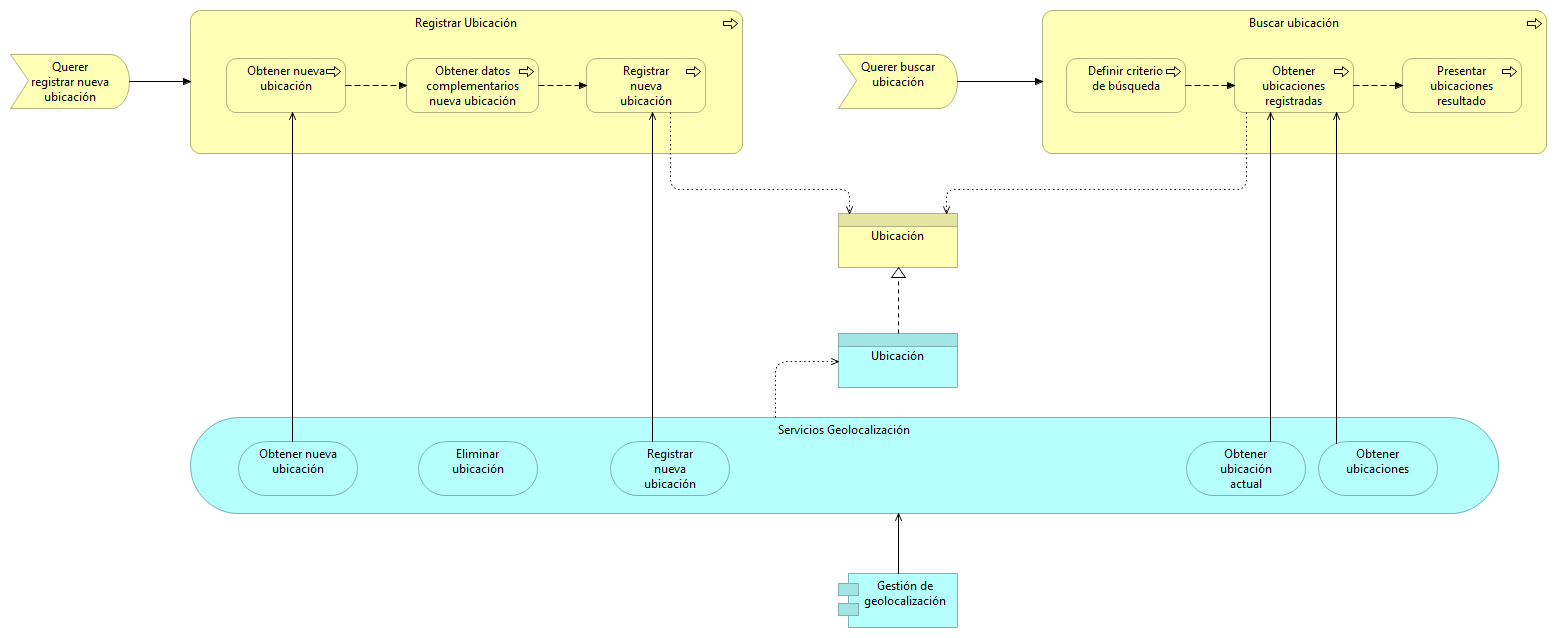 Registrar Ubicación
Querer
registrar nueva
ubicación
Obtener nueva
ubicación
Obtener datos
complementarios
nueva ubicación
Registrar
nueva
ubicación
Buscar ubicación
Querer buscar
ubicación
Definir criterio
de búsqueda
Obtener
ubicaciones
registradas
Presentar
ubicaciones
resultado
Ubicación
Ubicación
Servicios Geolocalización
Obtener nueva
ubicación
Eliminar
ubicación
Registrar
nueva
ubicación
Obtener
ubicación
actual
Obtener
ubicaciones
Gestión de
geolocalización